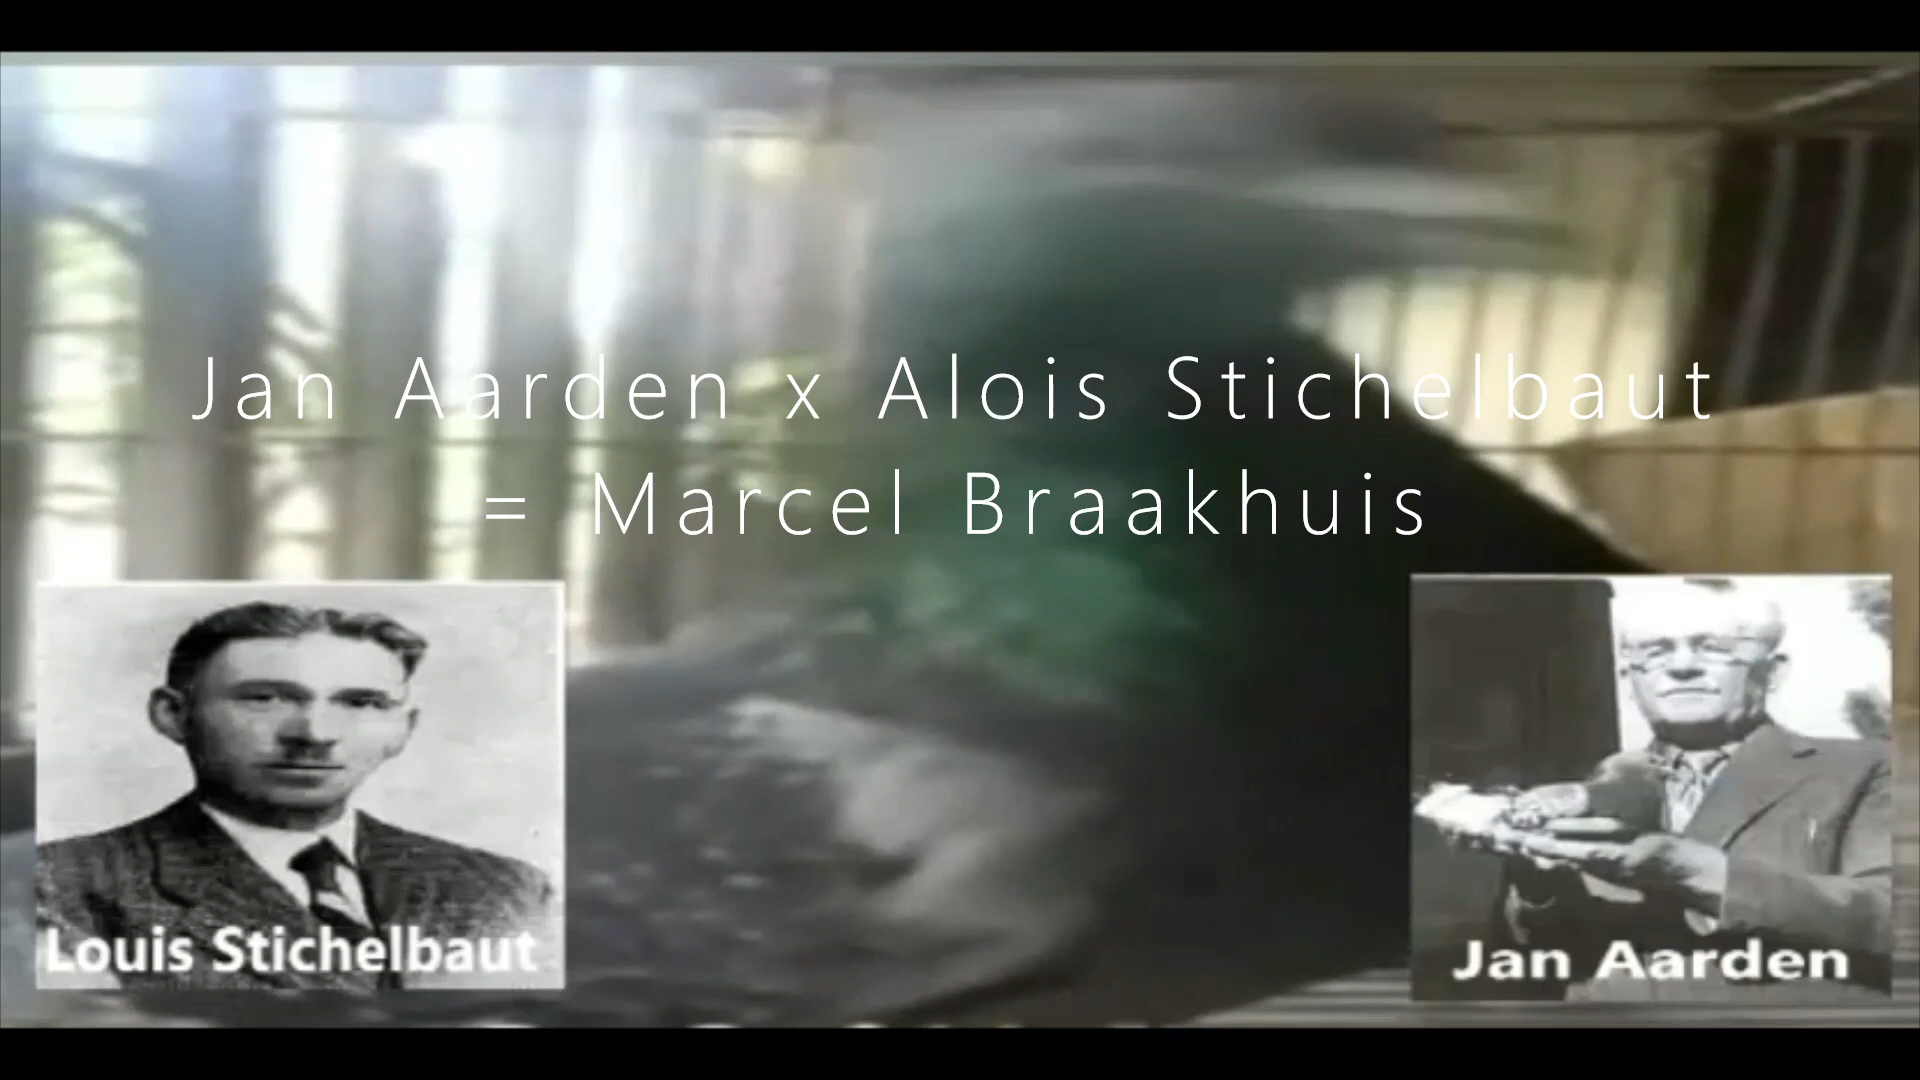 Jan Aarden x Alois Stichelbaut
= Marcel Braakhuis
Louis Stichelbaut
Jan Aarden